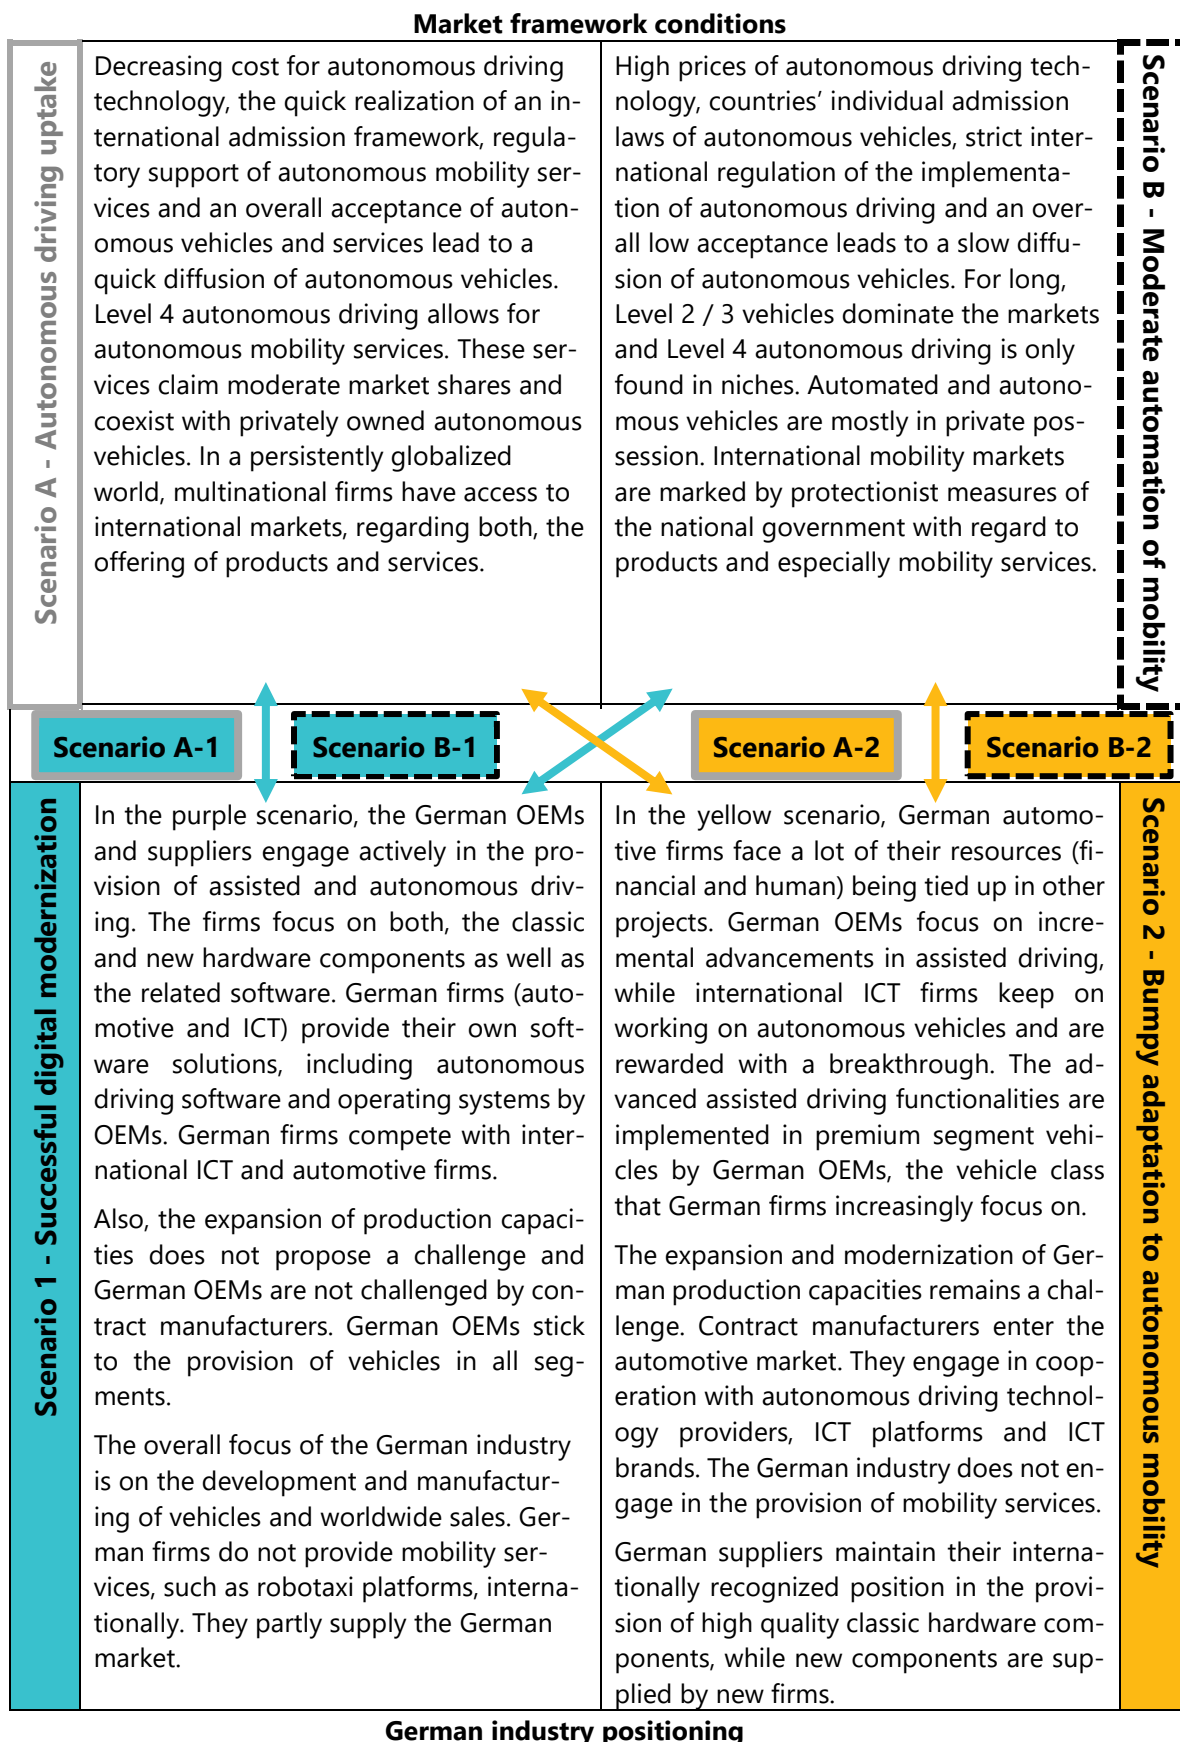 Market framework conditions
Scenario A - Autonomous driving uptake
Decreasing cost for autonomous driving
technology, the quick realization of an in-
ternational admission framework, regula-
tory support of autonomous mobility ser-
vices and an overall acceptance of auton-
omous vehicles and services lead to a
quick diffusion of autonomous vehicles.
Level 4 autonomous driving allows for
autonomous mobility services. These ser-
vices claim moderate market shares and
coexist with privately owned autonomous
vehicles. In a persistently globalized
world, multinational firms have access to
international markets, regarding both, the
offering of products and services.
High prices of autonomous driving tech-
nology, countries’ individual admission
laws of autonomous vehicles, strict inter-
national regulation of the implementa-
tion of autonomous driving and an over-
all low acceptance leads to a slow diffu-
sion of autonomous vehicles. For long,
Level 2 / 3 vehicles dominate the markets
and Level 4 autonomous driving is only
found in niches. Automated and autono-
mous vehicles are mostly in private pos-
session. International mobility markets
are marked by protectionist measures of
the national government with regard to
products and especially mobility services.
Scenario B - Moderate automation of mobility
Scenario A-1
Scenario B-1
Scenario A-2
Scenario B-2
Scenario 1 - Successful digital modernization
In the purple scenario, the German OEMs
and suppliers engage actively in the pro-
vision of assisted and autonomous driv-
ing. The firms focus on both, the classic
and new hardware components as well as
the related software. German firms (auto-
motive and ICT) provide their own soft-
ware solutions, including autonomous
driving software and operating systems by
OEMs. German firms compete with inter-
national ICT and automotive firms.
Also, the expansion of production capaci-
ties does not propose a challenge and
German OEMs are not challenged by con-
tract manufacturers. German OEMs stick
to the provision of vehicles in all seg-
ments.
The overall focus of the German industry
is on the development and manufactur-
ing of vehicles and worldwide sales. Ger-
man firms do not provide mobility ser-
vices, such as robotaxi platforms, interna-
tionally. They partly supply the German
market.
In the yellow scenario, German automo-
tive firms face a lot of their resources (fi-
nancial and human) being tied up in other
projects. German OEMs focus on incre-
mental advancements in assisted driving,
while international ICT firms keep on
working on autonomous vehicles and are
rewarded with a breakthrough. The ad-
vanced assisted driving functionalities are
implemented in premium segment vehi-
cles by German OEMs, the vehicle class
that German firms increasingly focus on.
The expansion and modernization of Ger-
man production capacities remains a chal-
lenge. Contract manufacturers enter the
automotive market. They engage in coop-
eration with autonomous driving technol-
ogy providers, ICT platforms and ICT
brands. The German industry does not en-
gage in the provision of mobility services.
German suppliers maintain their interna-
tionally recognized position in the provi-
sion of high quality classic hardware com-
ponents, while new components are sup-
plied by new firms.
Scenario 2 - Bumpy adaptation to autonomous mobility
German industry positioning